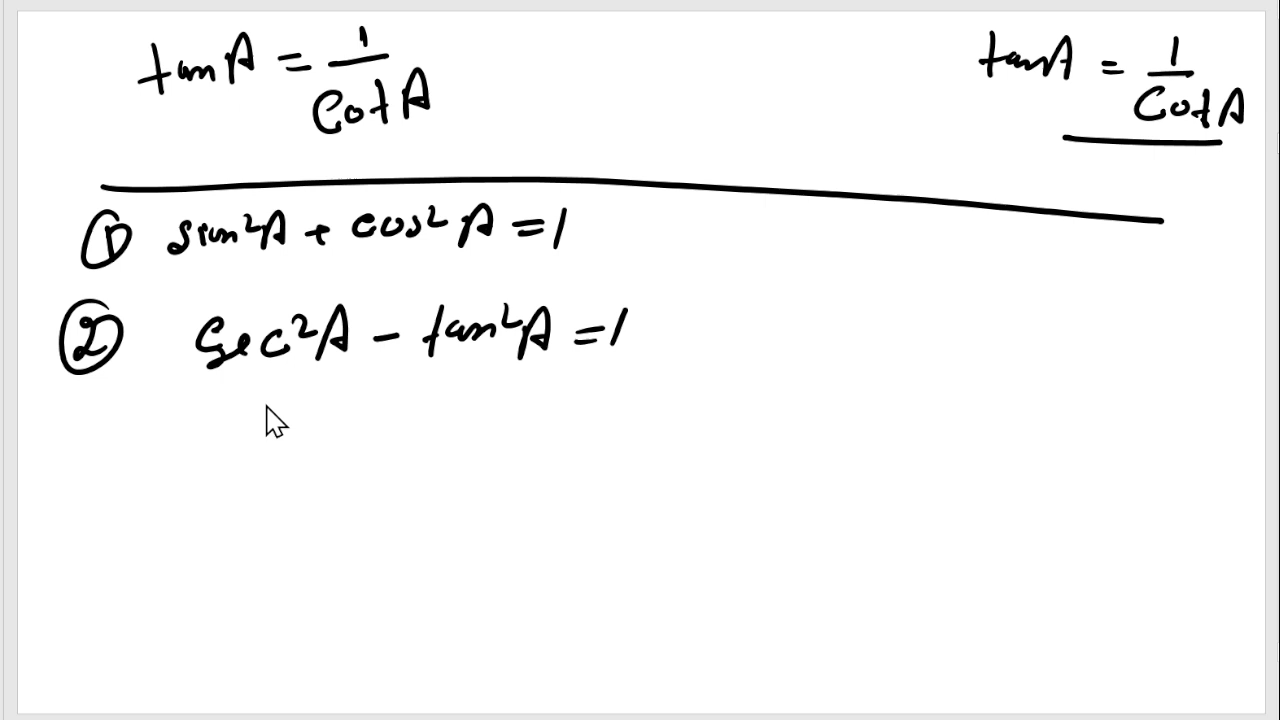 tanA = 1/CotA
tanA = 1/CotA
① sin²A + cos²A = 1
② Sec²A - tan²A = 1